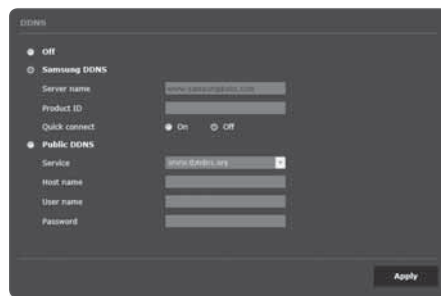 DDNS
Off
Samsung DDNS
Server name www.samsungddns.com
Product ID
Quick connect On Off
Public DDNS
Service www.dyndns.org
Host name
User name
Password
Apply